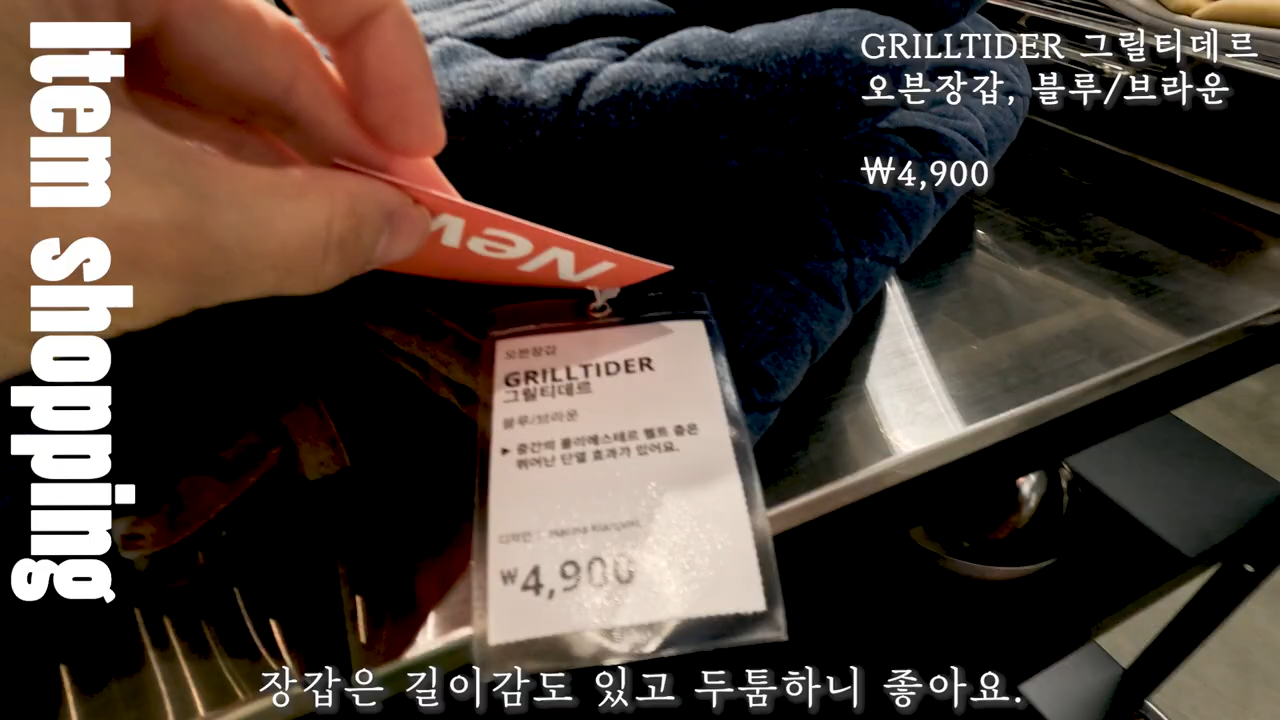 Item shopping
GRILLTIDER 그릴티데르
오븐장갑, 블루/브라운
₩4,900
New
오븐장갑
GRILLTIDER
그릴티데르
블루/브라운
▶ 중간의 폴리에스테르 펠트 층은
뛰어난 단열 효과가 있어요.
디자인 :
₩4,900
장갑은 길이감도 있고 두툼하니 좋아요.